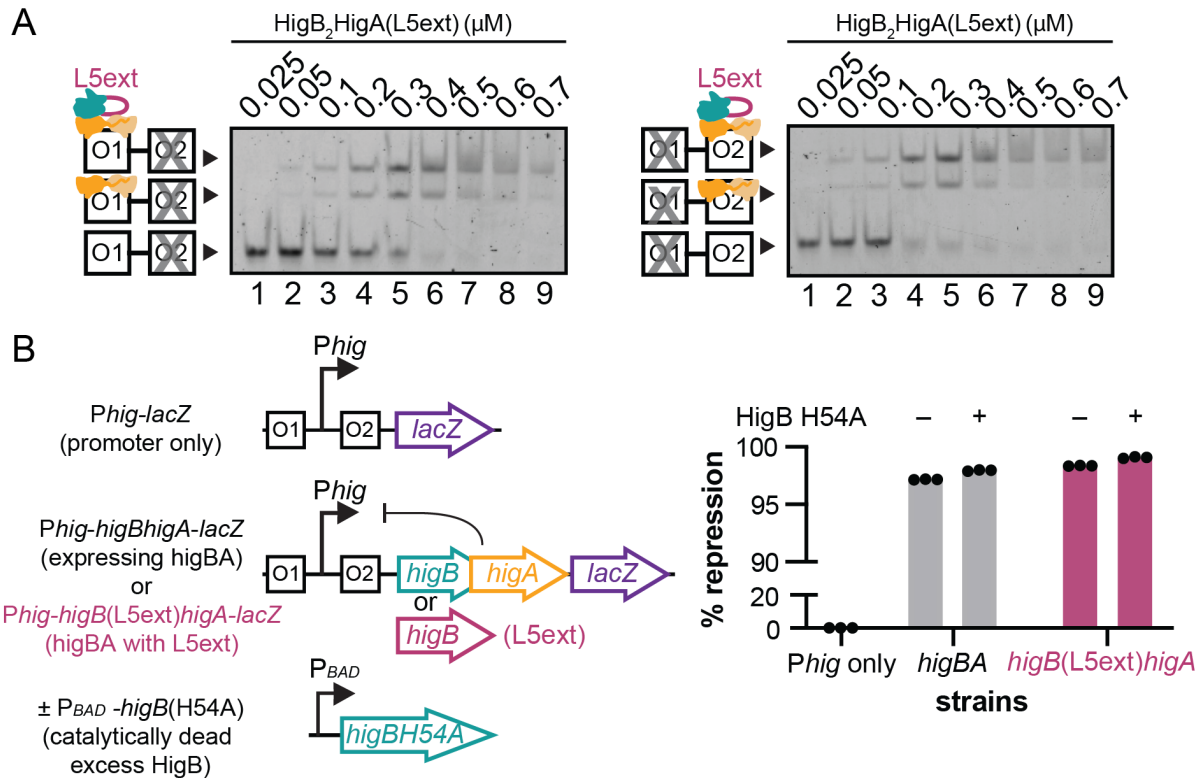 A
HigB2HigA(L5ext) (µM)
L5ext
0.025 0.05 0.1 0.2 0.3 0.4 0.5 0.6 0.7
O1 O2
O1 O2
O1 O2
1 2 3 4 5 6 7 8 9
HigB2HigA(L5ext) (µM)
L5ext
0.025 0.05 0.1 0.2 0.3 0.4 0.5 0.6 0.7
O1 O2
O1 O2
O1 O2
1 2 3 4 5 6 7 8 9
B
Phig-lacZ
(promoter only)
Phig
O1 O2 lacZ
Phig-higBhigA-lacZ
(expressing higBA)
or
Phig-higB(L5ext)higA-lacZ
(higBA with L5ext)
Phig
O1 O2 higB higA lacZ
or
higB (L5ext)
± PBAD -higB(H54A)
(catalytically dead
excess HigB)
PBAD
higBH54A
HigB H54A – + – +
% repression
100
95
90
20
0
Phig only higBA higB(L5ext)higA
strains